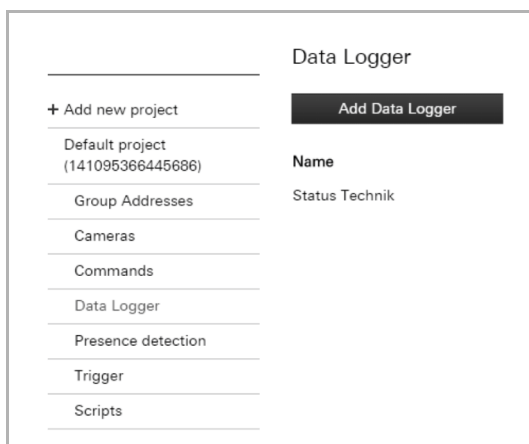 + Add new project
Default project
(141095366445686)
Group Addresses
Cameras
Commands
Data Logger
Presence detection
Trigger
Scripts
Data Logger
Add Data Logger
Name
Status Technik